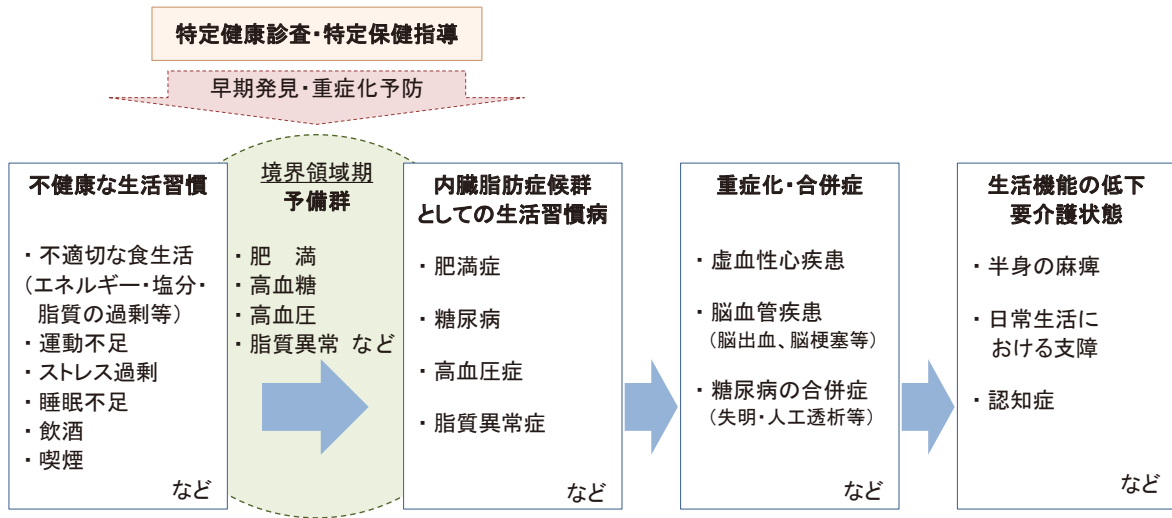 特定健康診査・特定保健指導
早期発見・重症化予防
不健康な生活習慣
・ 不適切な食生活
(エネルギー・塩分・
脂質の過剰等)
・ 運動不足
・ ストレス過剰
・ 睡眠不足
・ 飲酒
・ 喫煙
など
境界領域期
予備群
・ 肥　満
・ 高血糖
・ 高血圧
・ 脂質異常 など
内臓脂肪症候群
としての生活習慣病
・ 肥満症
・ 糖尿病
・ 高血圧症
・ 脂質異常症
など
重症化・合併症
・ 虚血性心疾患
・ 脳血管疾患
(脳出血、脳梗塞等)
・ 糖尿病の合併症
(失明・人工透析等)
など
生活機能の低下
要介護状態
・ 半身の麻痺
・ 日常生活に
おける支障
・ 認知症
など